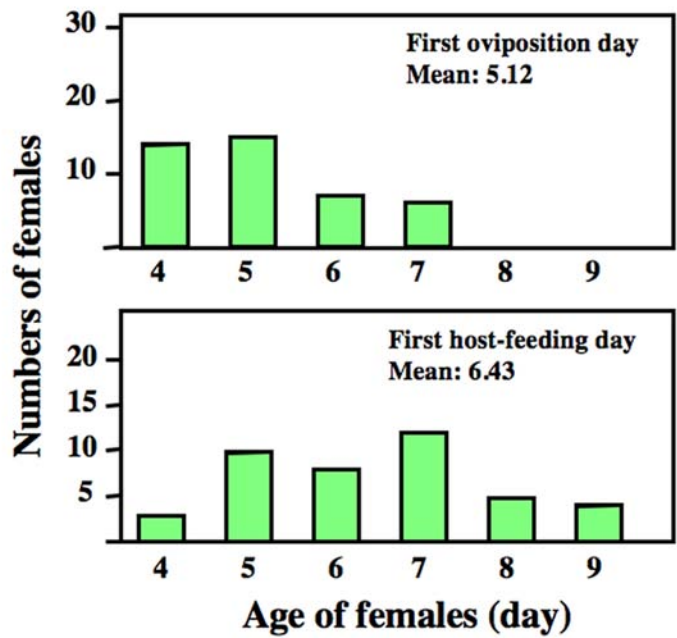 Numbers of females
30
20
10
First oviposition day
Mean: 5.12
4 5 6 7 8 9
20
15
10
5
First host-feeding day
Mean: 6.43
4 5 6 7 8 9
Age of females (day)